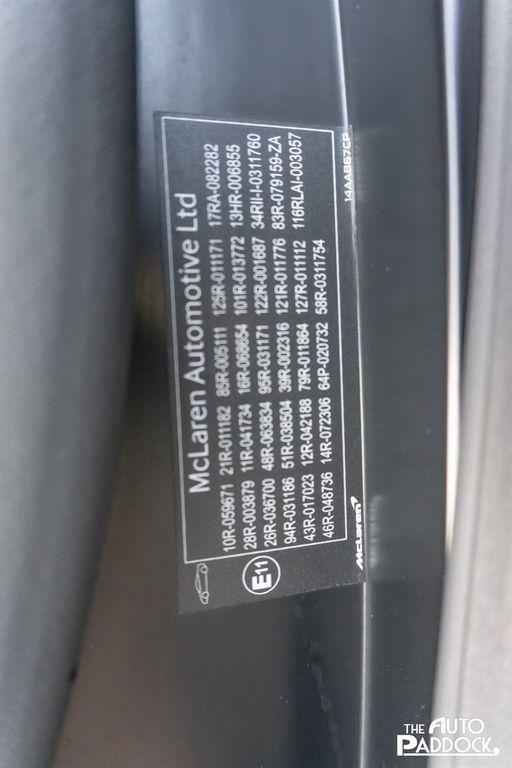 McLaren Automotive Ltd
10R-059671 21R-011182 85R-005111 125R-011171 17RA-082282
28R-003879 11R-041734 16R-068654 101R-013772 13HR-006855
26R-036700 48R-063834 95R-031171 122R-001687 34RII-I-0311760
94R-031186 51R-038504 39R-002316 121R-011776 83R-079159-ZA
43R-017023 12R-042188 79R-011864 127R-011112 116RLAI-003057
46R-048736 14R-072306 64P-020732 58R-0311754
E11
McLaren
14AA867CP
THE AUTO
PADDOCK.